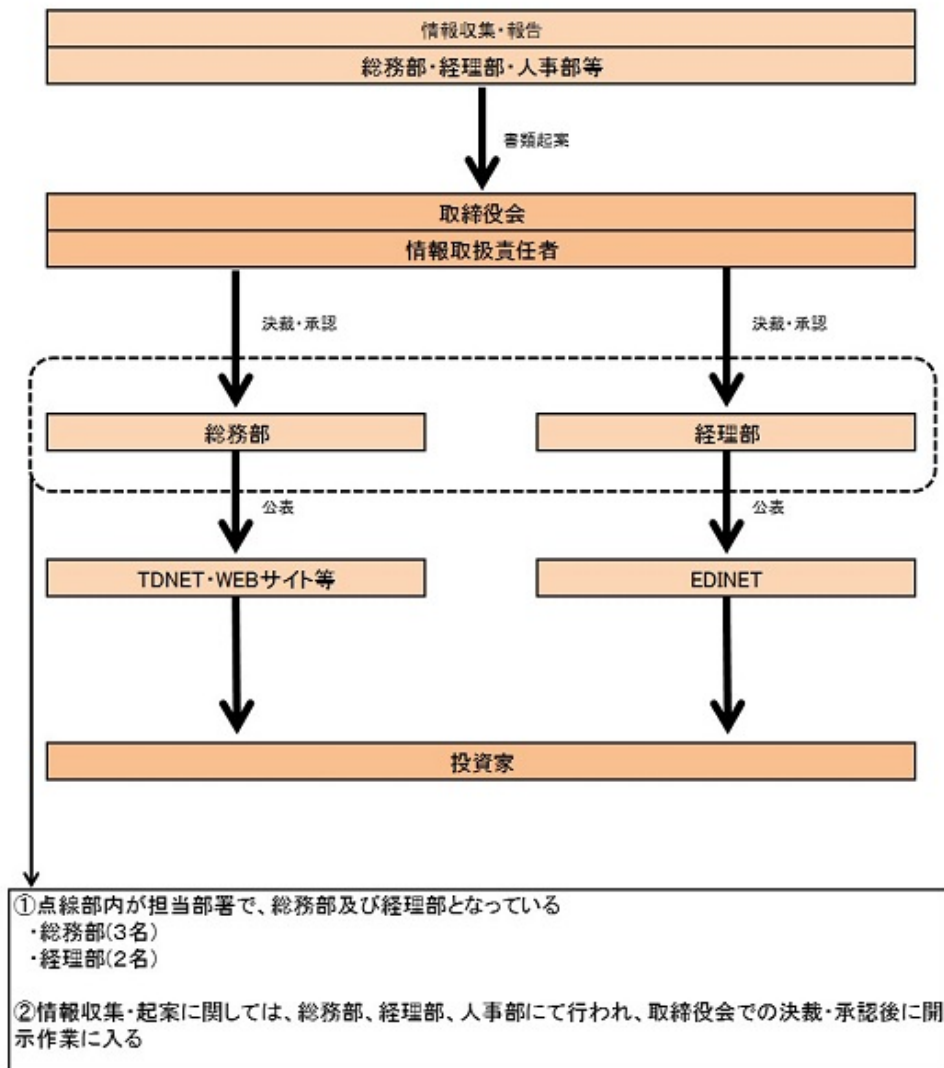 情報収集・報告
総務部・経理部・人事部等
書類起案
取締役会
情報取扱責任者
決裁・承認
決裁・承認
総務部
経理部
公表
公表
TDNET・WEBサイト等
EDINET
投資家
①点線部内が担当部署で、総務部及び経理部となっている
・総務部(3名)
・経理部(2名)
②情報収集・起案に関しては、総務部、経理部、人事部にて行われ、取締役会での決裁・承認後に開
示作業に入る